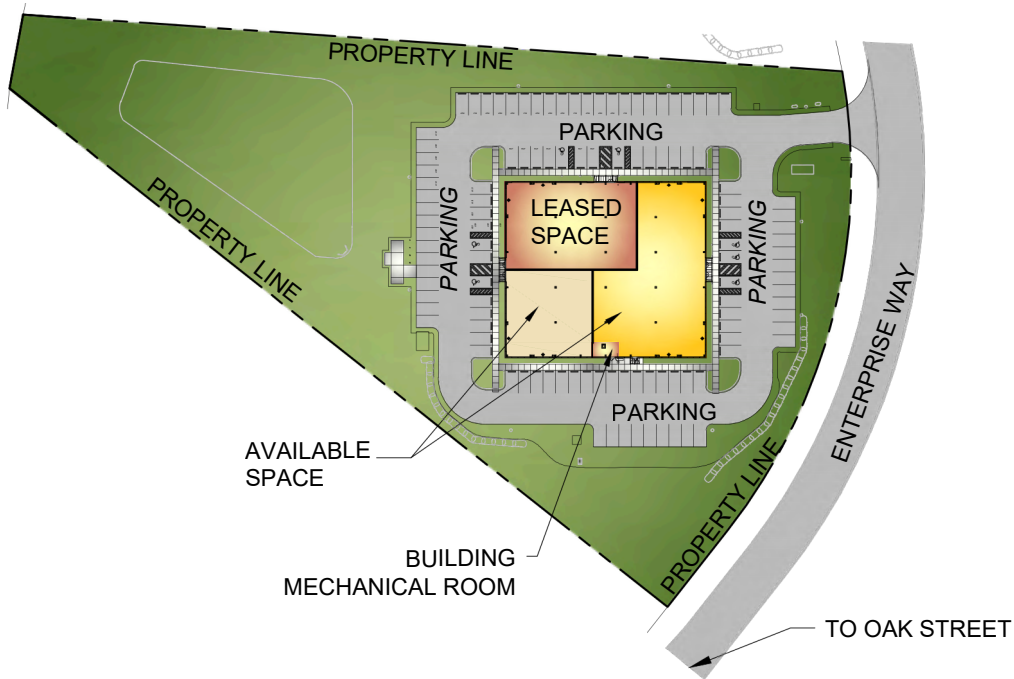 PROPERTY LINE
PARKING
PROPERTY LINE
PARKING
LEASED
SPACE
PARKING
ENTERPRISE WAY
PARKING
AVAILABLE
SPACE
PROPERTY LINE
BUILDING
MECHANICAL ROOM
TO OAK STREET